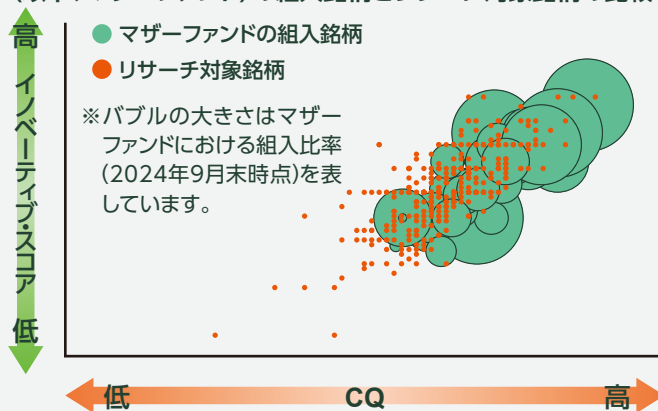 高
イノベーティブ・スコア
低
マザーファンドの組入銘柄
リサーチ対象銘柄
※バブルの大きさはマザー
ファンドにおける組入比率
(2024年9月末時点)を表
しています。
低
CQ
高